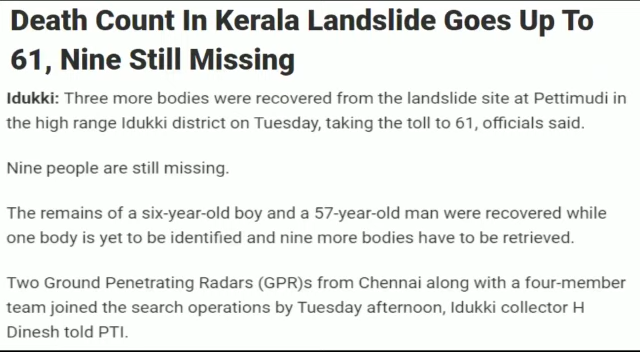 Death Count In Kerala Landslide Goes Up To
61, Nine Still Missing
Idukki: Three more bodies were recovered from the landslide site at Pettimudi in
the high range Idukki district on Tuesday, taking the toll to 61, officials said.
Nine people are still missing.
The remains of a six-year-old boy and a 57-year-old man were recovered while
one body is yet to be identified and nine more bodies have to be retrieved.
Two Ground Penetrating Radars (GPR)s from Chennai along with a four-member
team joined the search operations by Tuesday afternoon, Idukki collector H
Dinesh told PTI.